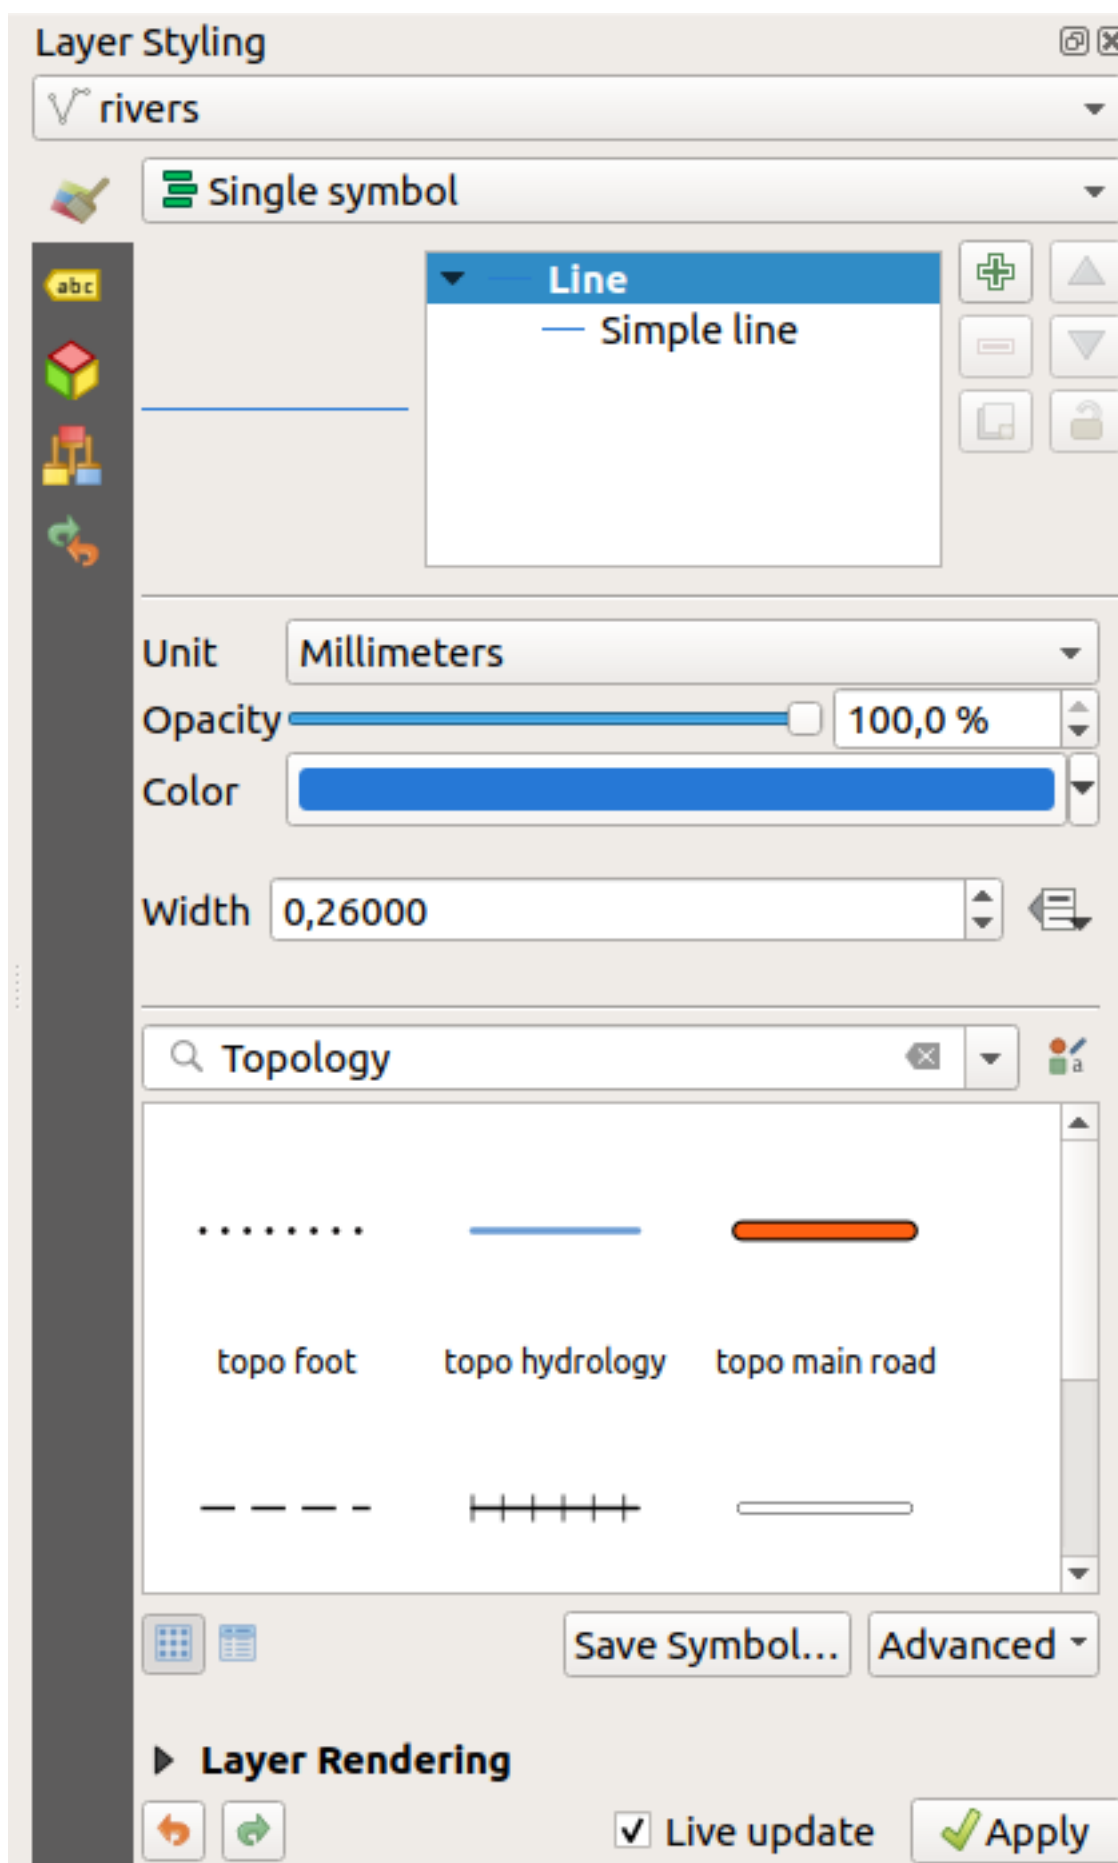 Layer Styling
rivers
Single symbol
abc
Line
Simple line
Unit Millimeters
Opacity 100,0 %
Color
Width 0,26000
Topology
a
topo foot topo hydrology topo main road
Save Symbol... Advanced
Layer Rendering
Live update Apply